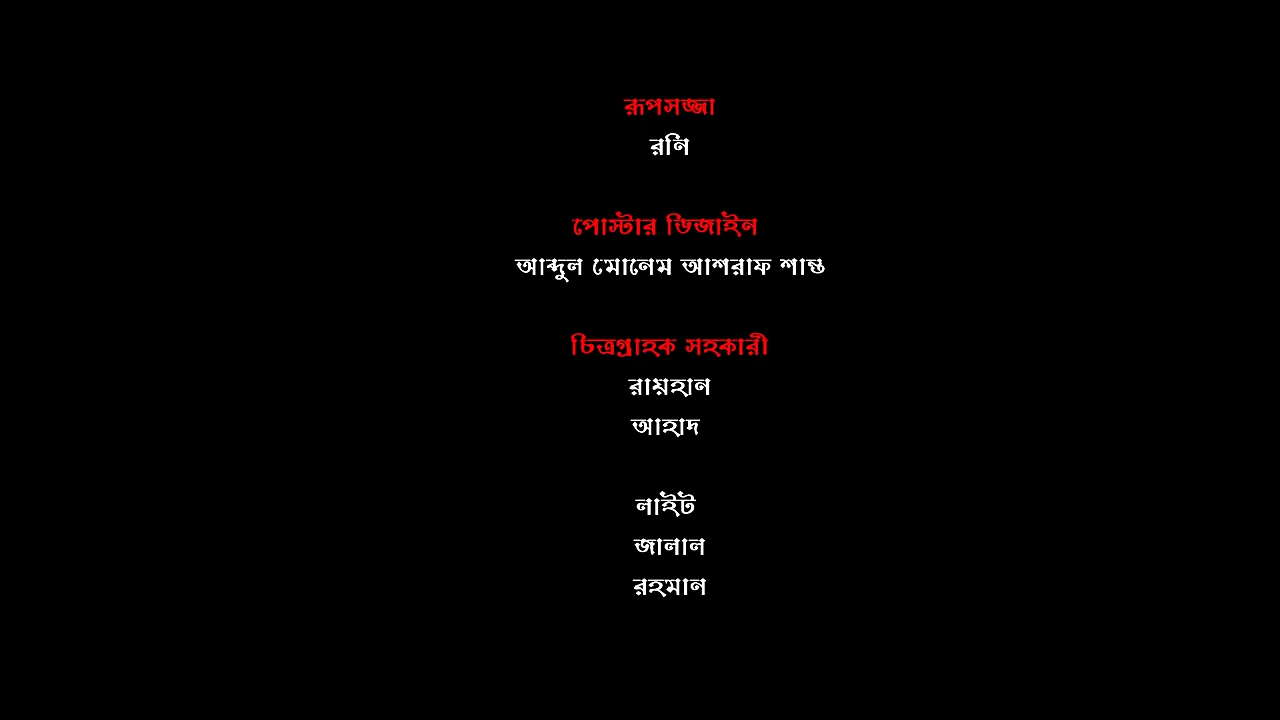 রূপসজ্জা
রনি
পোস্টার ডিজাইন
আব্দুল মোনেম আশরাফ শান্ত
চিত্রগ্রাহক সহকারী
রায়হান
আহাদ
লাইট
জালাল
রহমান